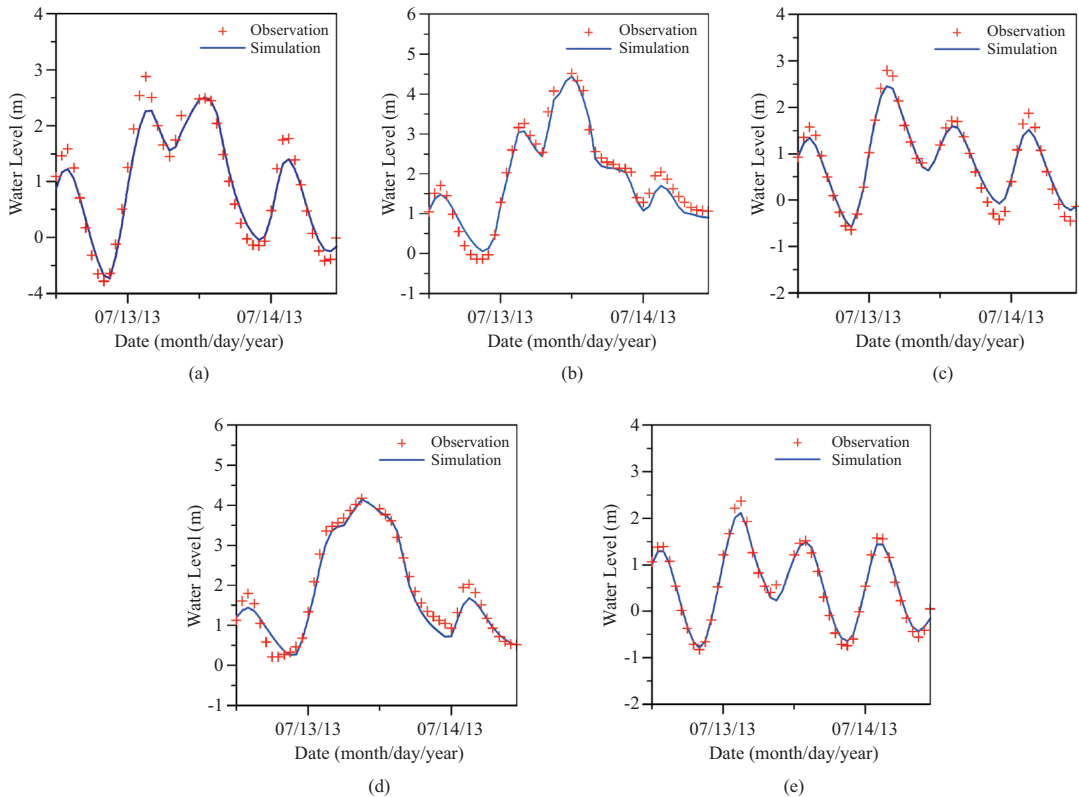 4
3
2
1
0
-4
Water Level (m)
Observation
Simulation
07/13/13
07/14/13
Date (month/day/year)
(a)
6
5
4
3
2
1
0
-1
Water Level (m)
Observation
Simulation
07/13/13
07/14/13
Date (month/day/year)
(b)
4
3
2
1
0
-1
-2
Water Level (m)
Observation
Simulation
07/13/13
07/14/13
Date (month/day/year)
(c)
6
5
4
3
2
1
0
-1
Water Level (m)
Observation
Simulation
07/13/13
07/14/13
Date (month/day/year)
(d)
4
3
2
1
0
-1
-2
Water Level (m)
Observation
Simulation
07/13/13
07/14/13
Date (month/day/year)
(e)